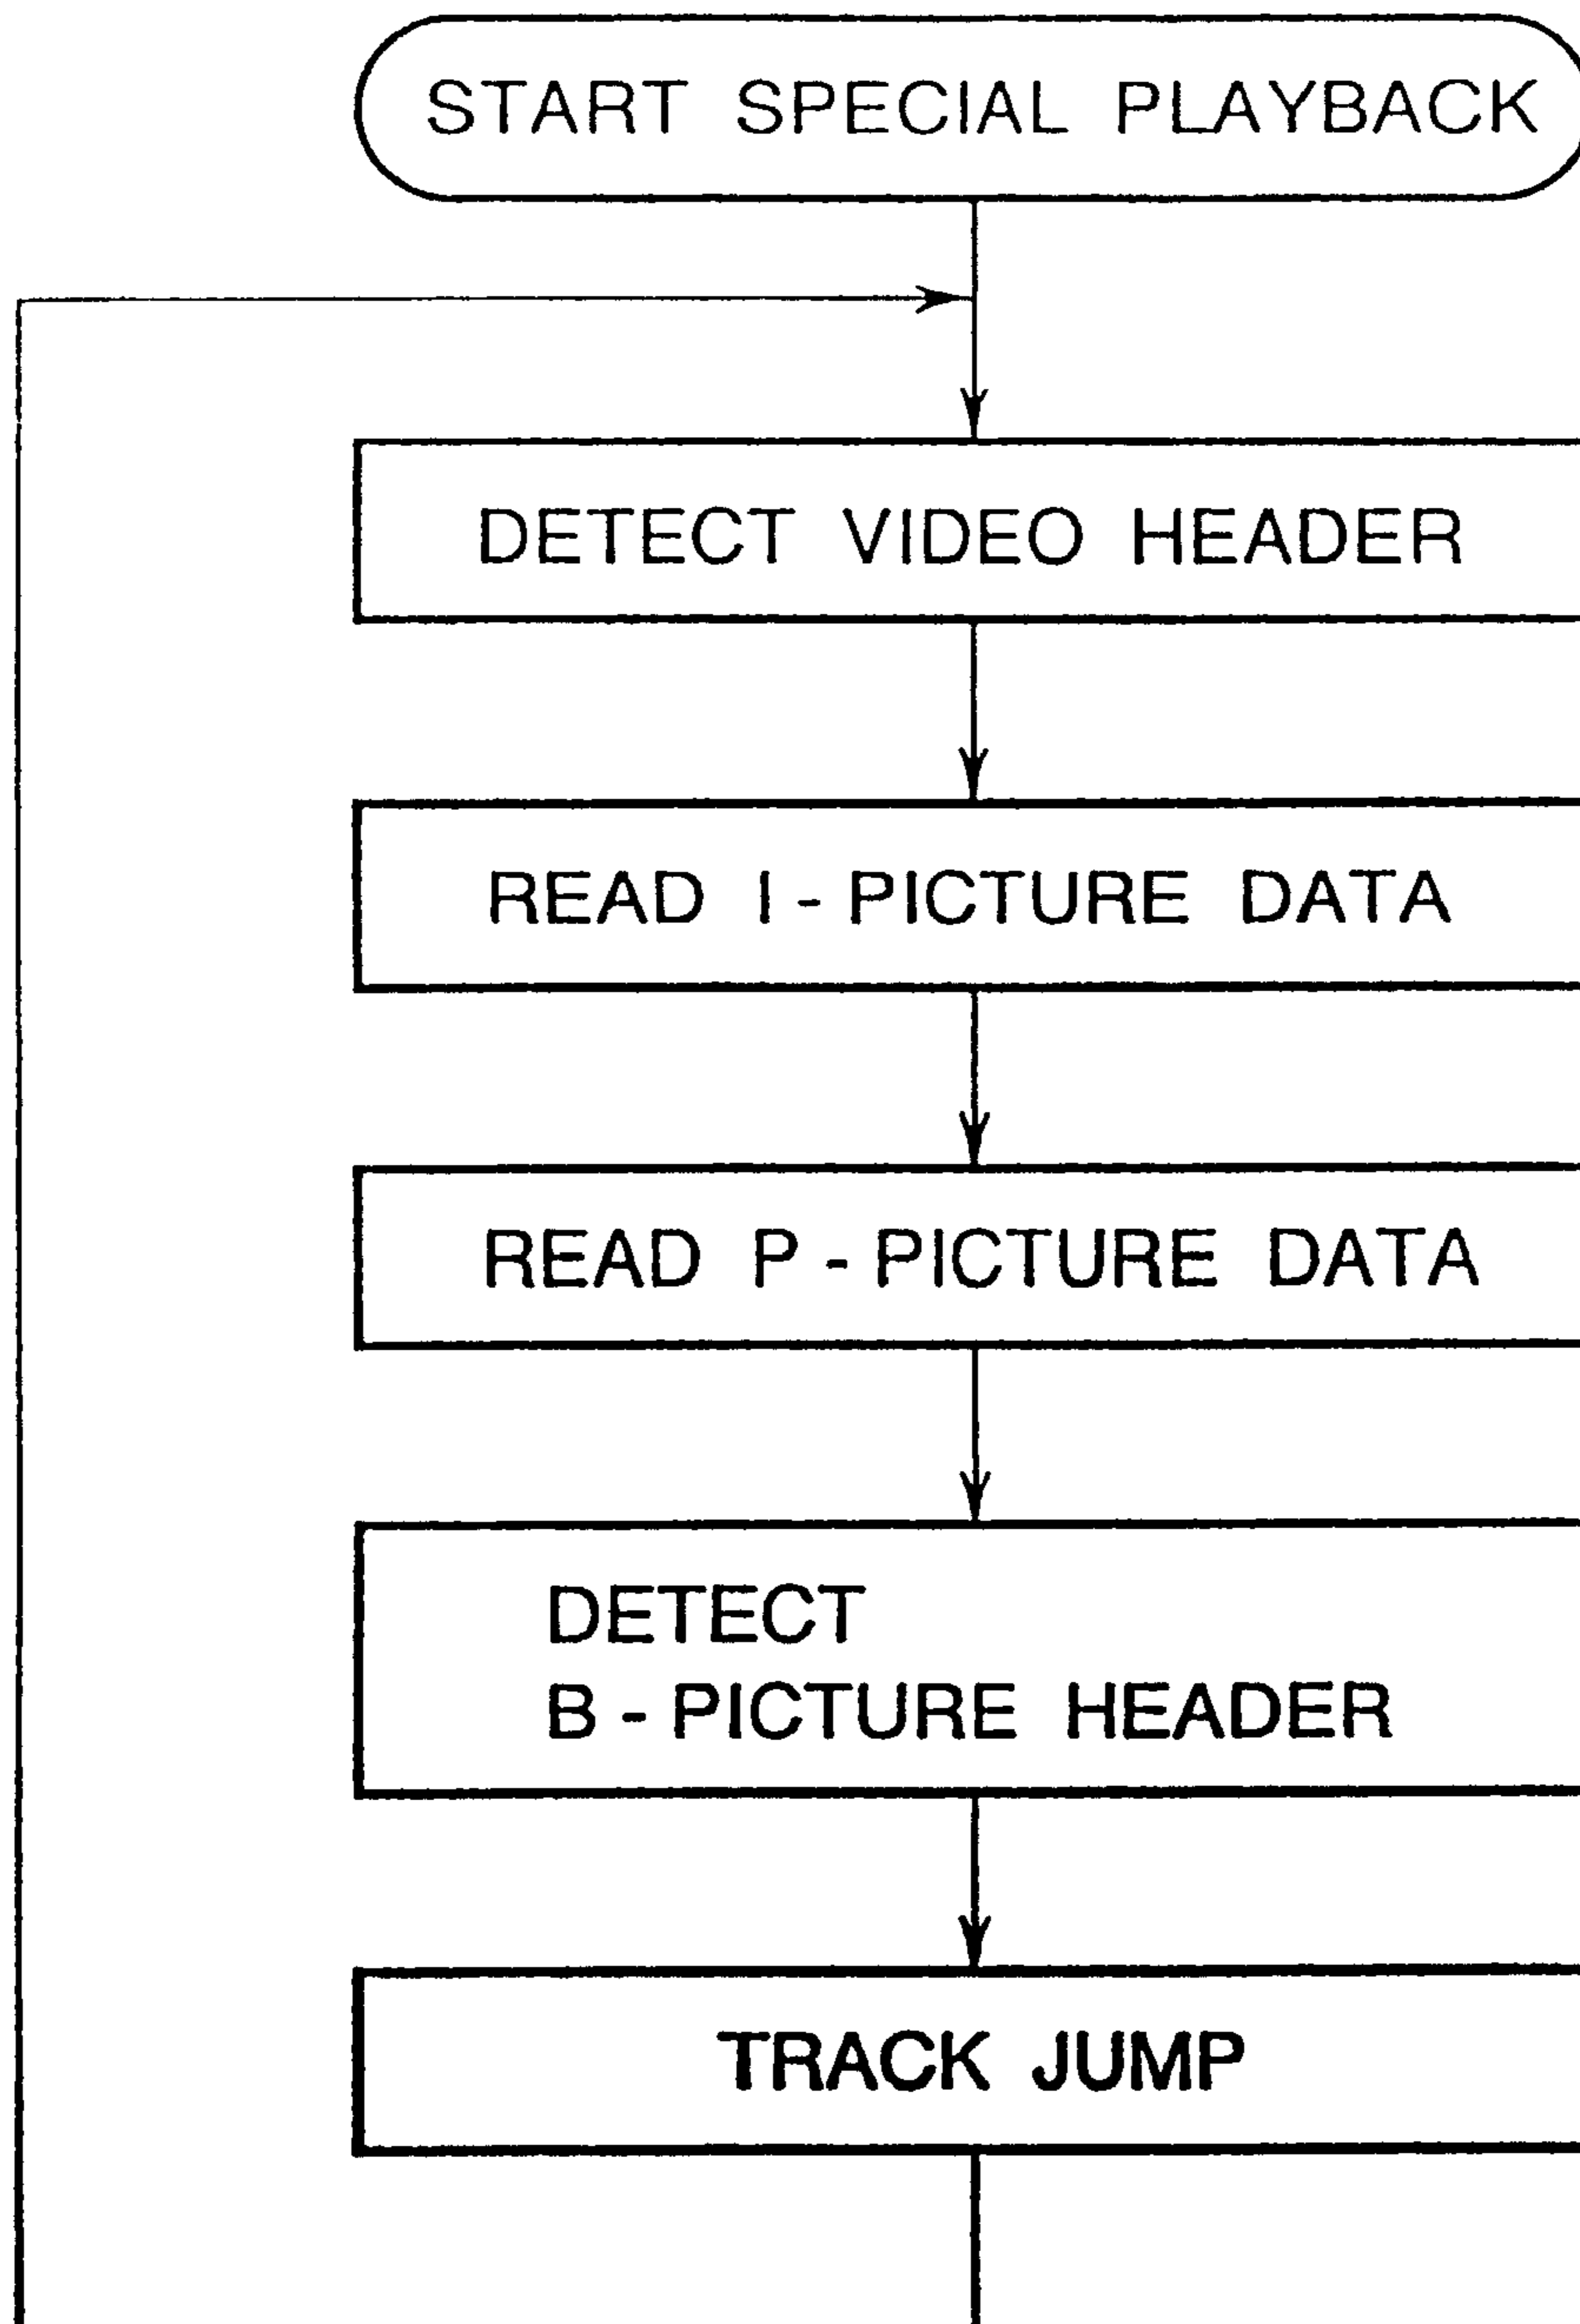 START SPECIAL PLAYBACK
DETECT VIDEO HEADER
READ I - PICTURE DATA
READ P - PICTURE DATA
DETECT
B - PICTURE HEADER
TRACK JUMP